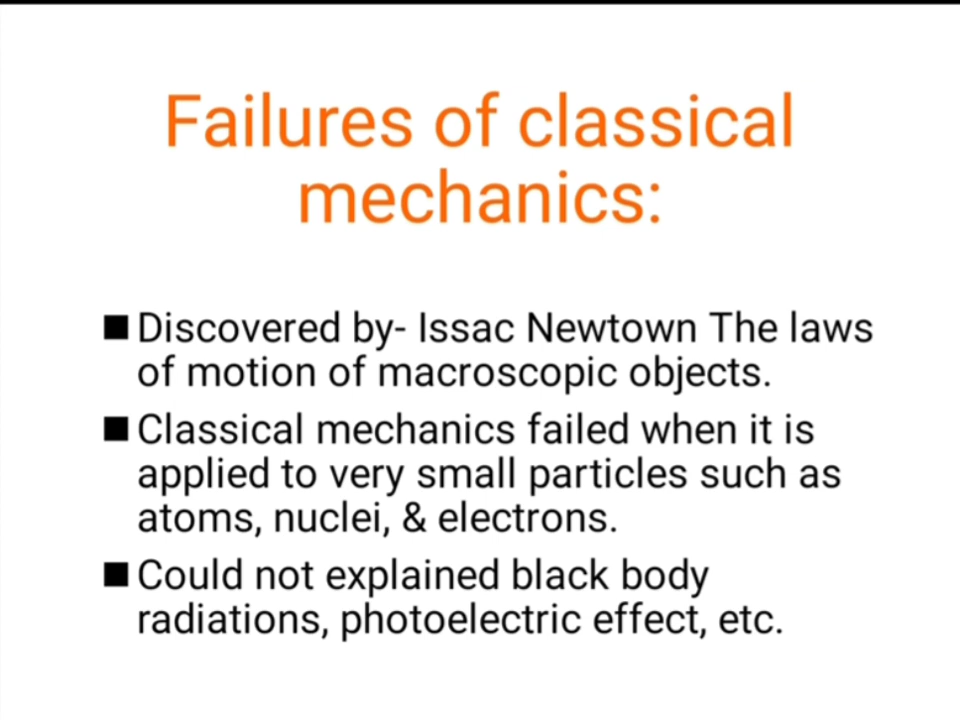 Failures of classical
mechanics:
■ Discovered by- Issac Newtown The laws
of motion of macroscopic objects.
■ Classical mechanics failed when it is
applied to very small particles such as
atoms, nuclei, & electrons.
■ Could not explained black body
radiations, photoelectric effect, etc.